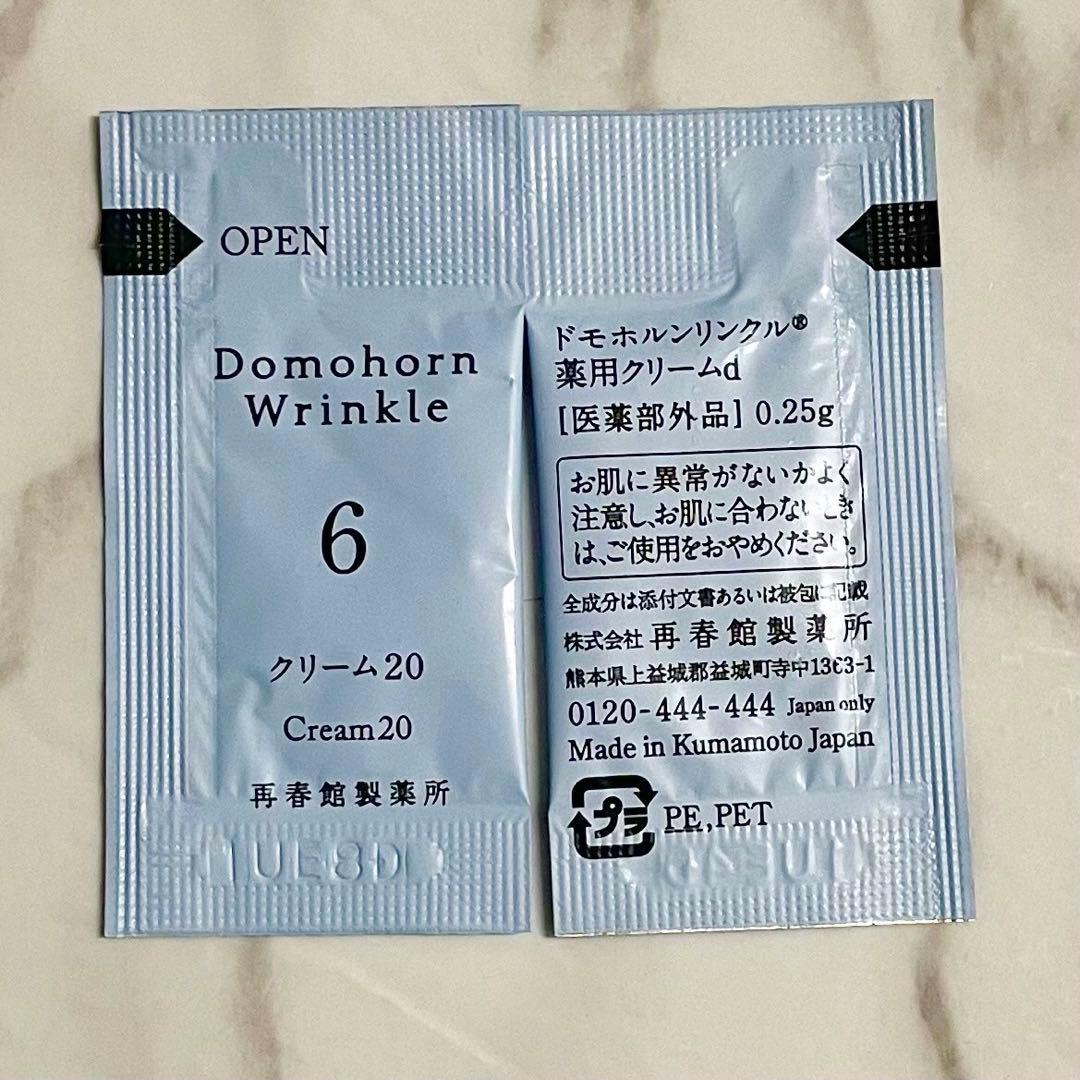 OPEN
Domohorn
Wrinkle
6
クリーム20
Cream20
再春館製薬所
1UE8D
ドモホルンリンクル®
薬用クリームd
[医薬部外品] 0.25g
お肌に異常がないかよく
注意し、お肌に合わないとき
は、ご使用をおやめください。
全成分は添付文書あるいは被包に記載
株式会社 再春館製薬所
熊本県上益城郡益城町寺中1363-1
0120-444-444 Japan only
Made in Kumamoto Japan
プラ PE,PET